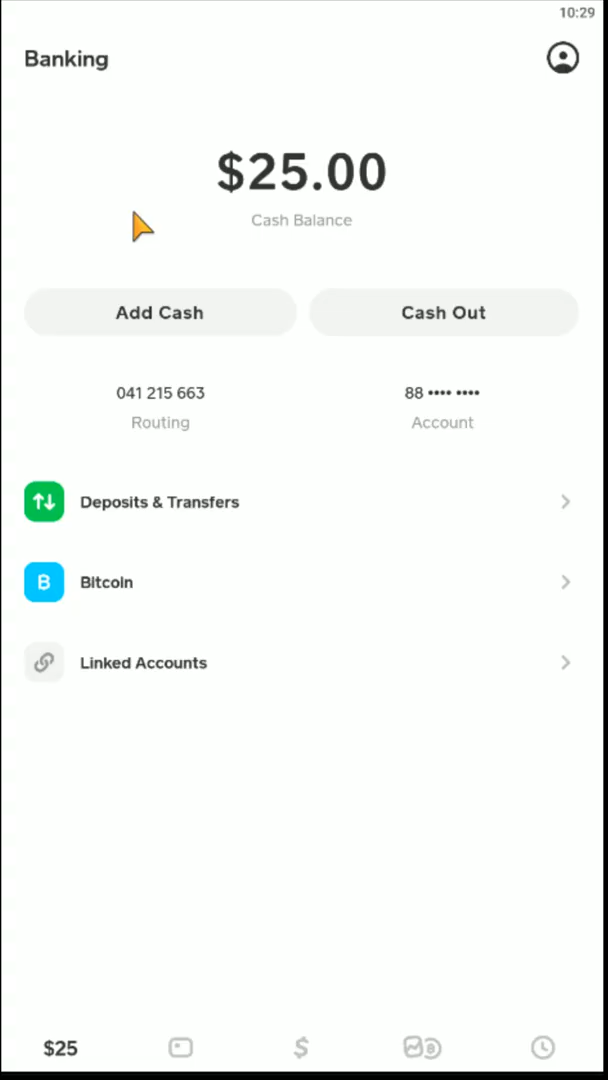 10:29
Banking
$25.00
Cash Balance
Add Cash
Cash Out
041 215 663
88 •••• ••••
Routing
Account
Deposits & Transfers
Bitcoin
Linked Accounts
$25